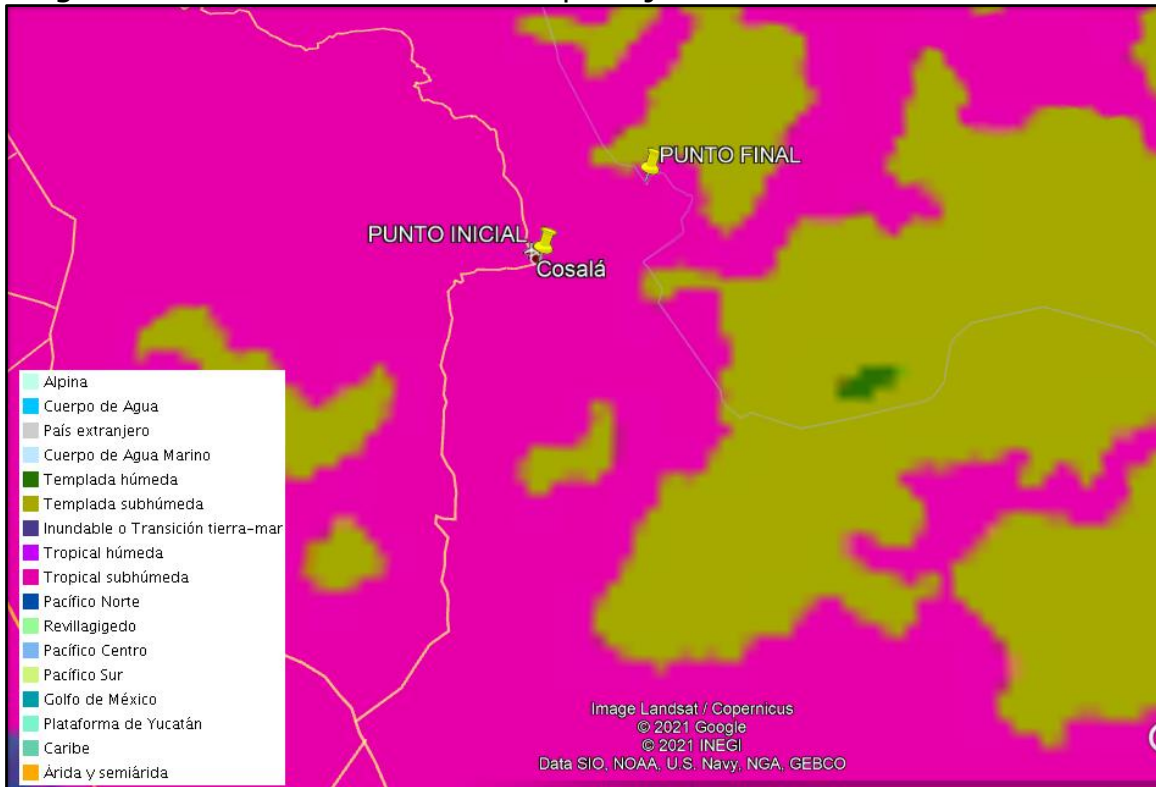 PUNTO FINAL
PUNTO INICIAL
Cosalá
Alpina
Cuerpo de Agua
País extranjero
Cuerpo de Agua Marino
Templada húmeda
Templada subhúmeda
Inundable o Transición tierra-mar
Tropical húmeda
Tropical subhúmeda
Pacífico Norte
Revillagigedo
Pacífico Centro
Pacífico Sur
Golfo de México
Plataforma de Yucatán
Caribe
Árida y semiárida
Image Landsat / Copernicus
© 2021 Google
© 2021 INEGI
Data SIO, NOAA, U.S. Navy, NGA, GEBCO